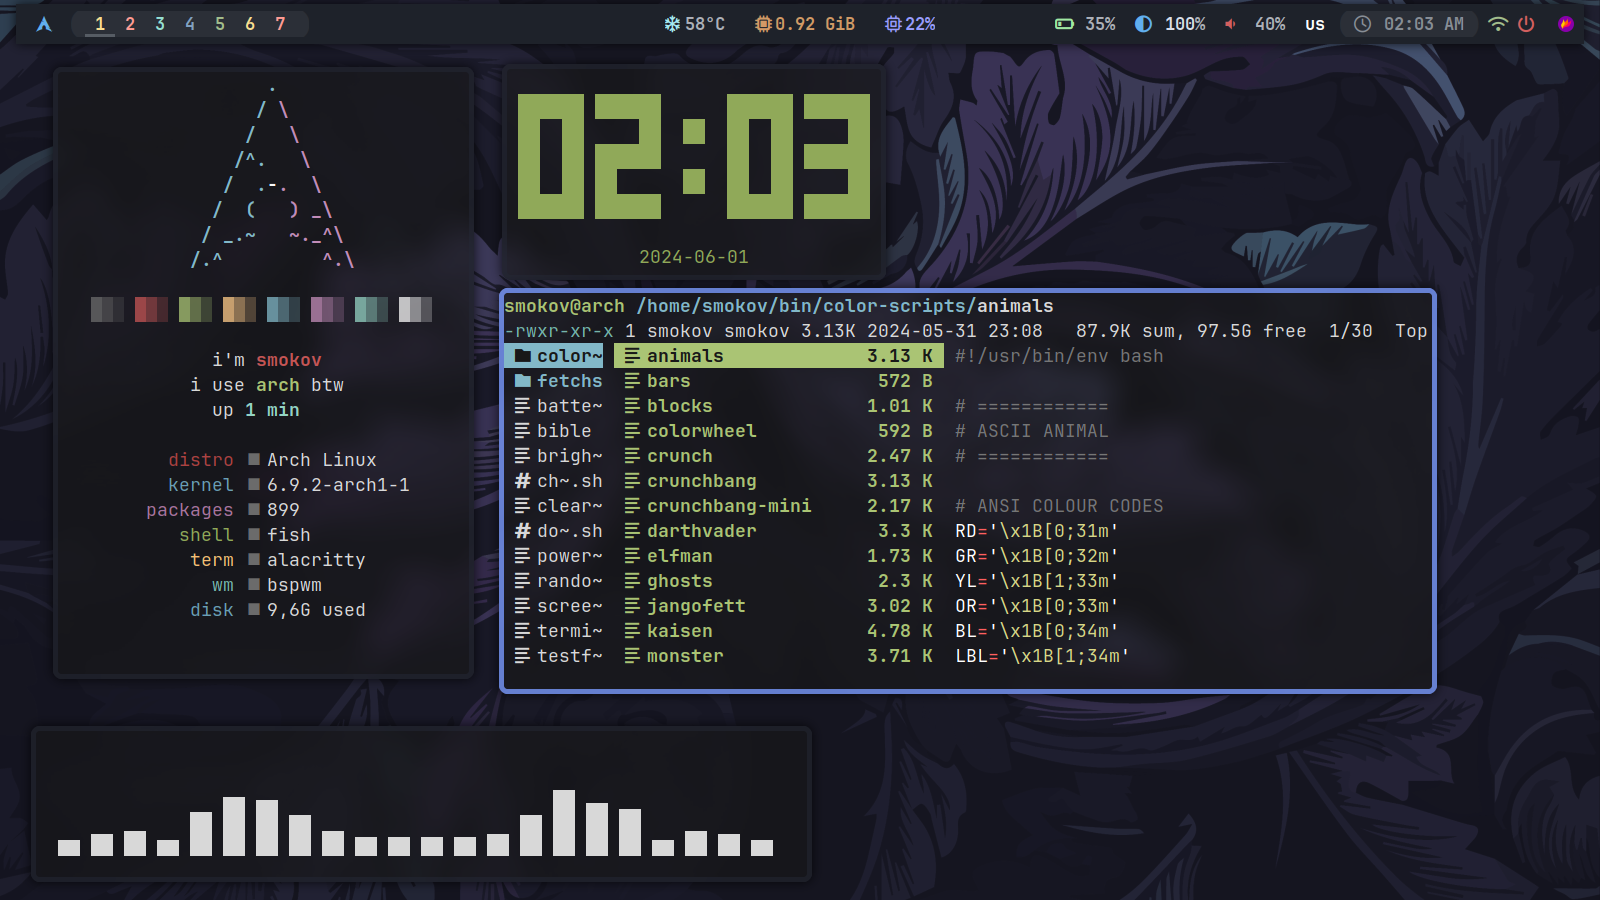 1 2 3 4 5 6 7
58°C 0.92 GiB 22%
35% 100% 40% US 02:03 AM
i'm smokov
i use arch btw
up 1 min
distro Arch Linux
kernel 6.9.2-arch1-1
packages 899
shell fish
term alacritty
wm bspwm
disk 9,6G used
02:03
2024-06-01
smokov@arch /home/smokov/bin/color-scripts/animals
-rwxr-xr-x 1 smokov smokov 3.13K 2024-05-31 23:08 87.9K sum, 97.5G free 1/30 Top
color~ animals 3.13 K #!/usr/bin/env bash
fetchs bars 572 B
batte~ blocks 1.01 K # ============
bible colorwheel 592 B # ASCII ANIMAL
brigh~ crunch 2.47 K # ============
ch~.sh crunchbang 3.13 K
clear~ crunchbang-mini 2.17 K # ANSI COLOUR CODES
do~.sh darthvader 3.3 K RD='\x1B[0;31m'
power~ elfman 1.73 K GR='\x1B[0;32m'
rando~ ghosts 2.3 K YL='\x1B[1;33m'
scree~ jangofett 3.02 K OR='\x1B[0;33m'
termi~ kaisen 4.78 K BL='\x1B[0;34m'
testf~ monster 3.71 K LBL='\x1B[1;34m'